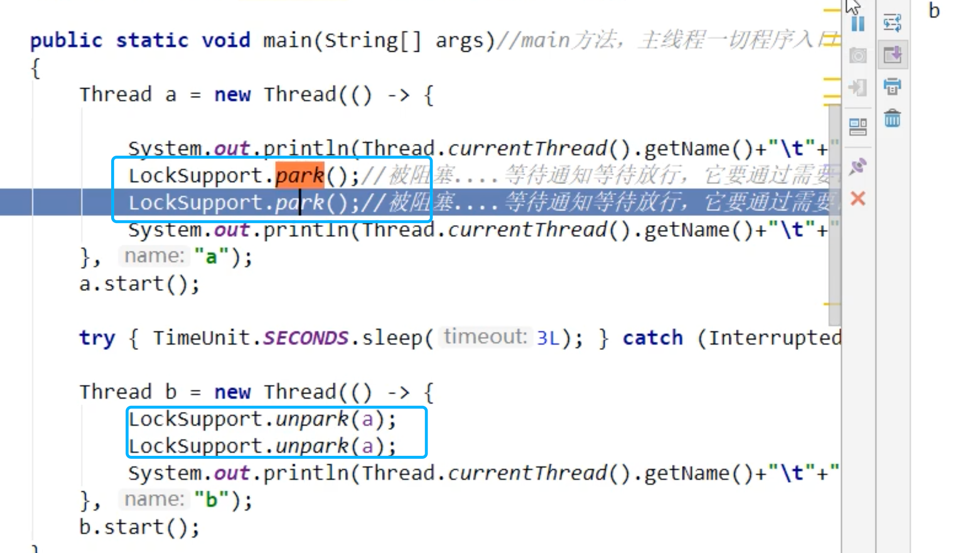 public static void main(String[] args)//main方法，主线程一切程序入口
{
Thread a = new Thread(() -> {
System.out.println(Thread.currentThread().getName()+"\t"+"
LockSupport.park();//被阻塞....等待通知等待放行，它要通过需要
LockSupport.park();//被阻塞....等待通知等待放行，它要通过需要
System.out.println(Thread.currentThread().getName()+"\t"+"
}, name: "a");
a.start();
try { TimeUnit.SECONDS.sleep( timeout: 3L); } catch (Interrupted
Thread b = new Thread(() -> {
LockSupport.unpark(a);
LockSupport.unpark(a);
System.out.println(Thread.currentThread().getName()+"\t"+"
}, name: "b");
b.start();
}
b